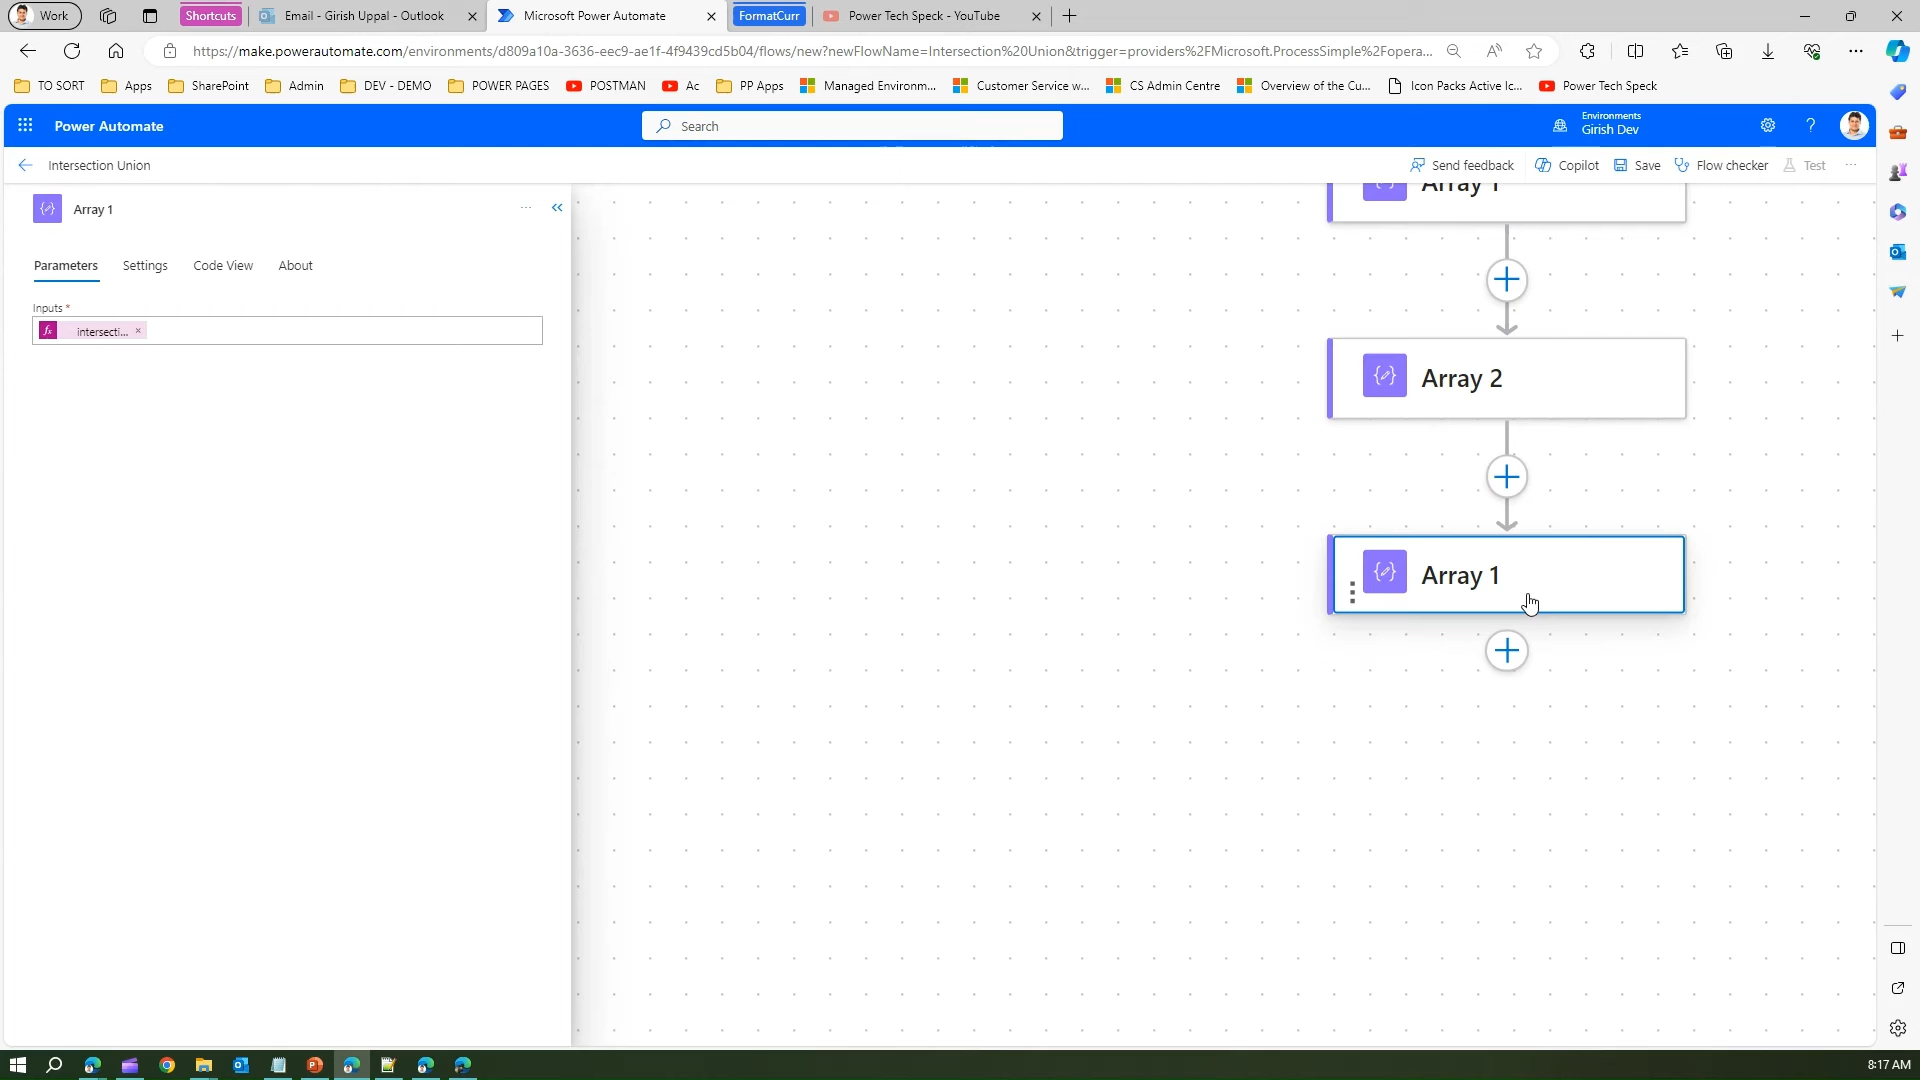 Work
Shortcuts
Email - Girish Uppal - Outlook
Microsoft Power Automate
FormatCurr
Power Tech Speck - YouTube
https://make.powerautomate.com/environments/d809a10a-3636-eec9-ae1f-4f9439cd5b04/flows/new?newFlowName=Intersection%20Union&trigger=providers%2FMicrosoft.ProcessSimple%2Fopera...
TO SORT
Apps
SharePoint
Admin
DEV - DEMO
POWER PAGES
POSTMAN
Ac
PP Apps
Managed Environm...
Customer Service w...
CS Admin Centre
Overview of the Cu...
Icon Packs Active Ic...
Power Tech Speck
Power Automate
Search
Environments
Girish Dev
Intersection Union
Send feedback
Copilot
Save
Flow checker
Test
Array 1
Parameters
Settings
Code View
About
Inputs *
fx intersecti... ×
Array 1
Array 2
Array 1
8:17 AM